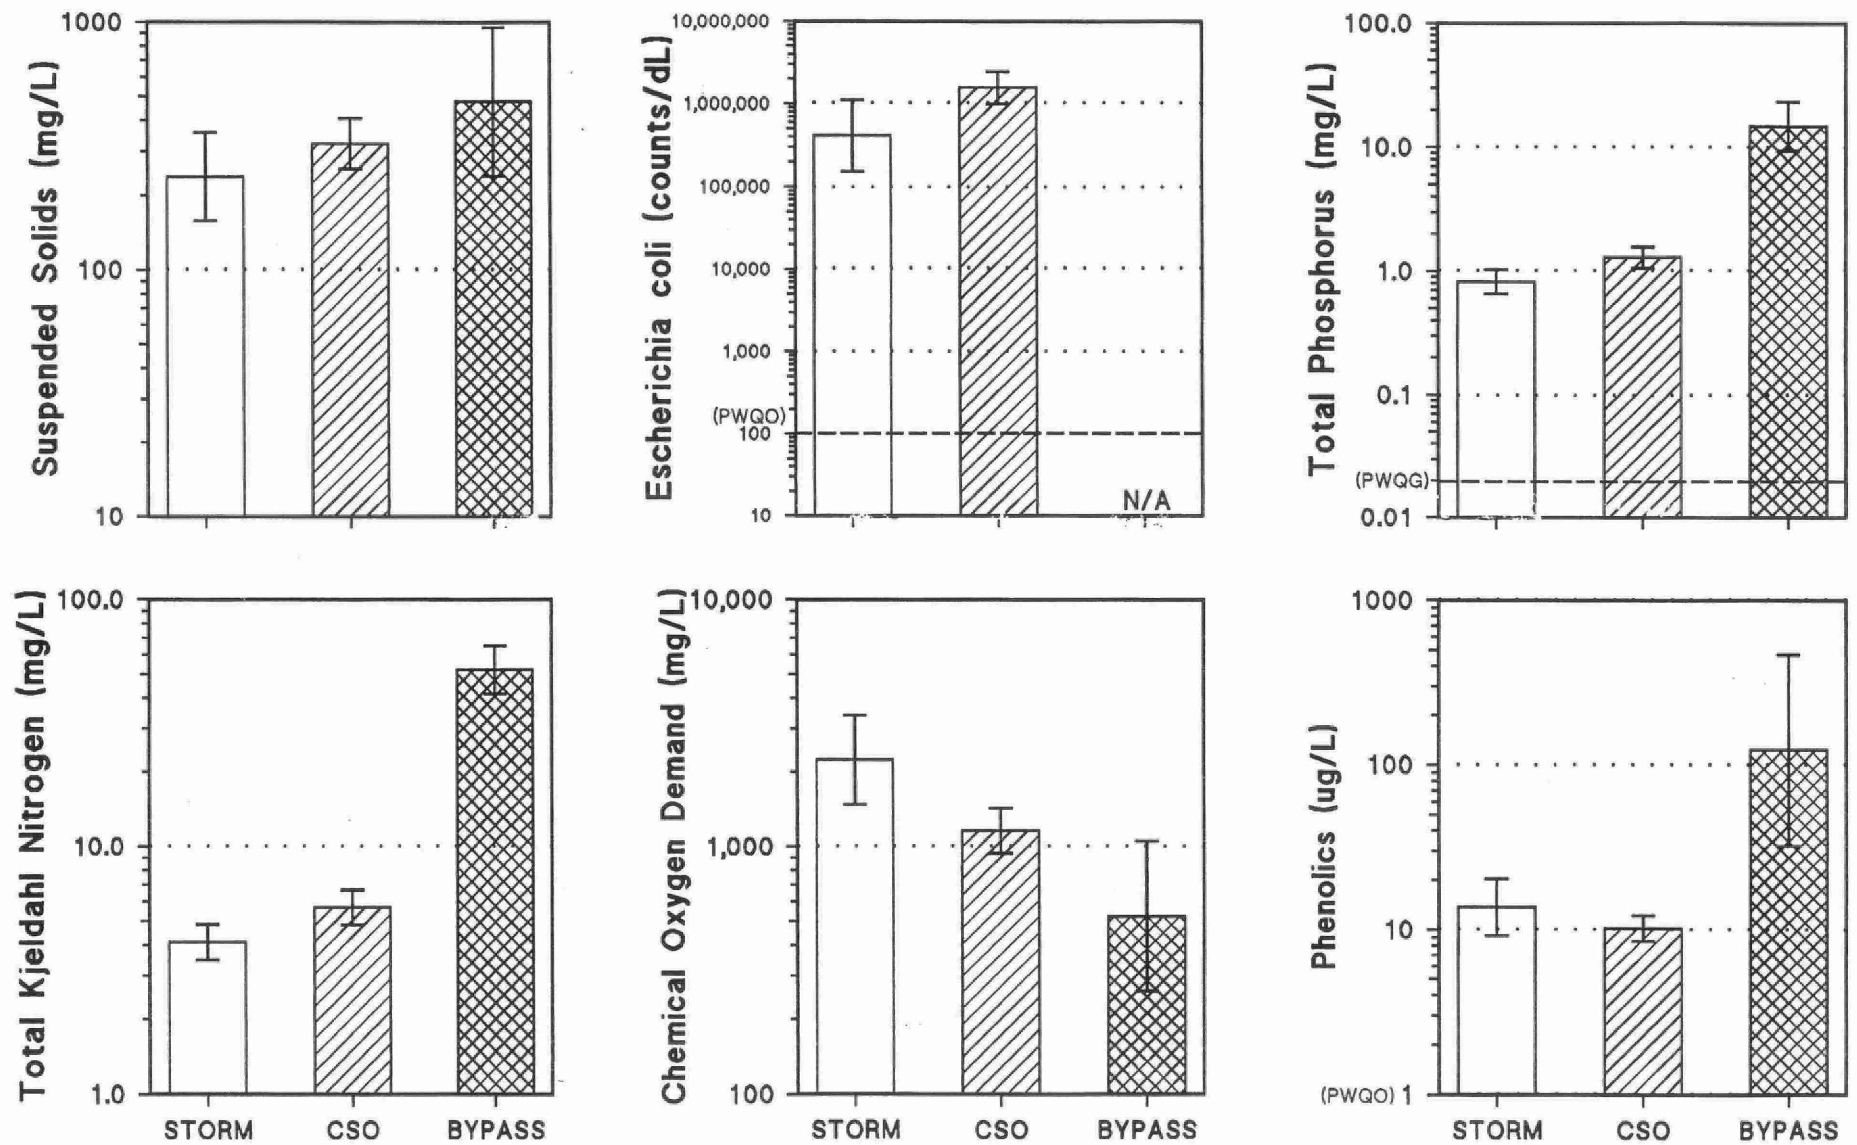 Suspended Solids (mg/L)
1000
100
10
Escherichia coli (counts/dL)
10,000,000
1,000,000
100,000
10,000
1,000
(PWQO)
100
10
N/A
Total Phosphorus (mg/L)
100.0
10.0
1.0
0.1
(PWQG)
0.01
Total Kjeldahl Nitrogen (mg/L)
100.0
10.0
1.0
STORM CSO BYPASS
Chemical Oxygen Demand (mg/L)
10,000
1,000
100
STORM CSO BYPASS
Phenolics (ug/L)
1000
100
10
(PWQO) 1
STORM CSO BYPASS